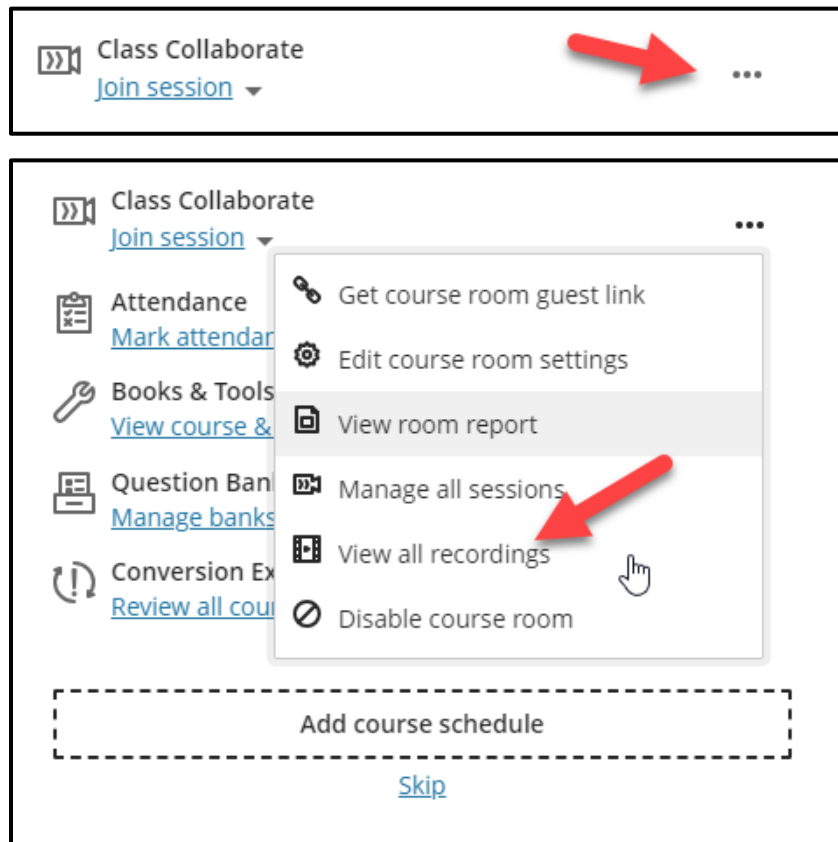 Class Collaborate
Join session
Class Collaborate
Join session
Get course room guest link
Attendance
Mark attendan
Edit course room settings
Books & Tools
View course &
View room report
Question Ban
Manage banks
Manage all sessions
View all recordings
Conversion Ex
Review all cou
Disable course room
Add course schedule
Skip